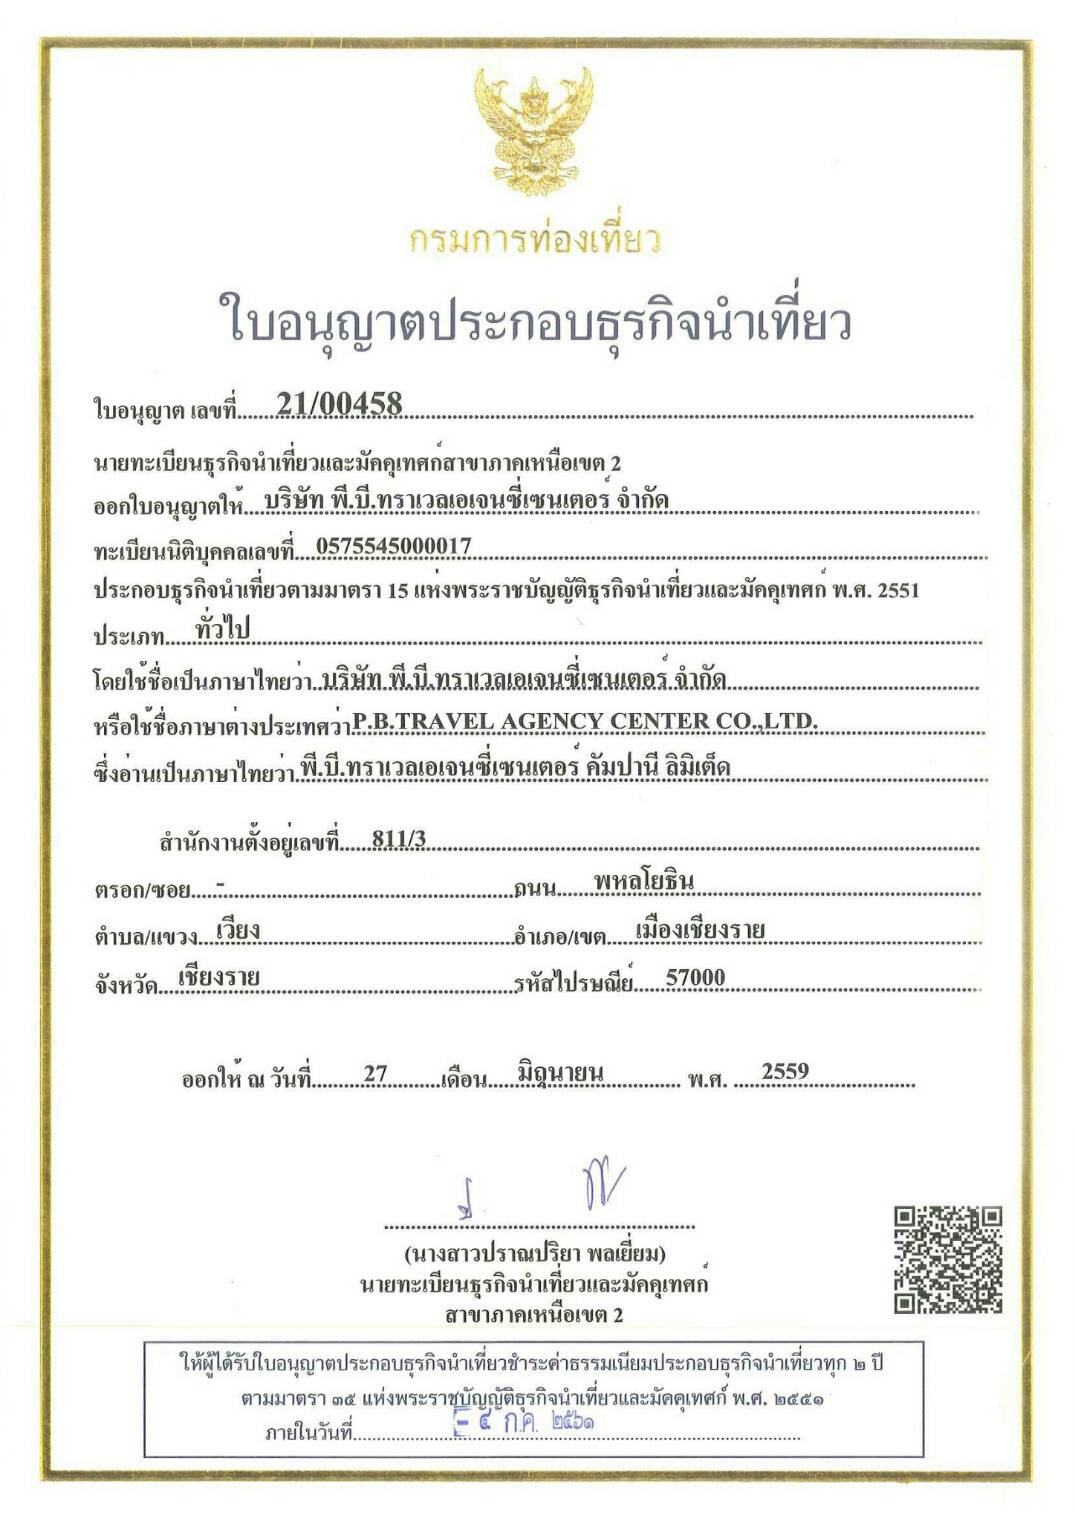 กรมการท่องเที่ยว
ใบอนุญาตประกอบธุรกิจนำเที่ยว
ใบอนุญาต เลขที่.......21/00458
นายทะเบียนธุรกิจนำเที่ยวและมัคคุเทศก์สาขาภาคเหนือเขต 2
ออกใบอนุญาตให้....บริษัท พี.บี.ทราเวลเอเจนซี่เซนเตอร์ จำกัด
ทะเบียนนิติบุคคลเลขที่....0575545000017
ประกอบธุรกิจนำเที่ยวตามมาตรา 15 แห่งพระราชบัญญัติธุรกิจนำเที่ยวและมัคคุเทศก์ พ.ศ. 2551
ประเภท.....ทั่วไป
โดยใช้ชื่อเป็นภาษาไทยว่า..บริษัท พี.บี.ทราเวลเอเจนซี่เซนเตอร์ จำกัด
หรือใช้ชื่อภาษาต่างประเทศว่าP.B.TRAVEL AGENCY CENTER CO.,LTD.
ซึ่งอ่านเป็นภาษาไทยว่า.พี.บี.ทราเวลเอเจนซี่เซนเตอร์ คัมปานี ลิมิเต็ด
สำนักงานตั้งอยู่เลขที่.....811/3
ตรอก/ซอย....- ถนน.....พหลโยธิน
ตำบล/แขวง...เวียง อำเภอ/เขต....เมืองเชียงราย
จังหวัด...เชียงราย รหัสไปรษณีย์.....57000
ออกให้ ณ วันที่.........27.........เดือน.....มิถุนายน............. พ.ศ. .....2559
(นางสาวปราณปริยา พลเยี่ยม)
นายทะเบียนธุรกิจนำเที่ยวและมัคคุเทศก์
สาขาภาคเหนือเขต 2
ให้ผู้ได้รับใบอนุญาตประกอบธุรกิจนำเที่ยวชำระค่าธรรมเนียมประกอบธุรกิจนำเที่ยวทุก ๒ ปี
ตามมาตรา ๓๕ แห่งพระราชบัญญัติธุรกิจนำเที่ยวและมัคคุเทศก์ พ.ศ. ๒๕๕๑
ภายในวันที่.................- ๔ ก.ค. ๒๕๖๑